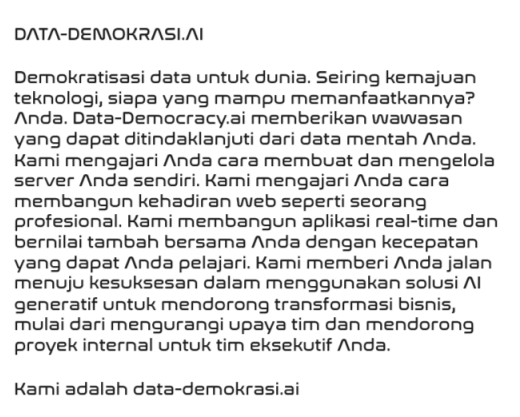 DATA-DEMOKRASI.AI
Demokratisasi data untuk dunia. Seiring kemajuan
teknologi, siapa yang mampu memanfaatkannya?
Anda. Data-Democracy.ai memberikan wawasan
yang dapat ditindaklanjuti dari data mentah Anda.
Kami mengajari Anda cara membuat dan mengelola
server Anda sendiri. Kami mengajari Anda cara
membangun kehadiran web seperti seorang
profesional. Kami membangun aplikasi real-time dan
bernilai tambah bersama Anda dengan kecepatan
yang dapat Anda pelajari. Kami memberi Anda jalan
menuju kesuksesan dalam menggunakan solusi AI
generatif untuk mendorong transformasi bisnis,
mulai dari mengurangi upaya tim dan mendorong
proyek internal untuk tim eksekutif Anda.
Kami adalah data-demokrasi.ai